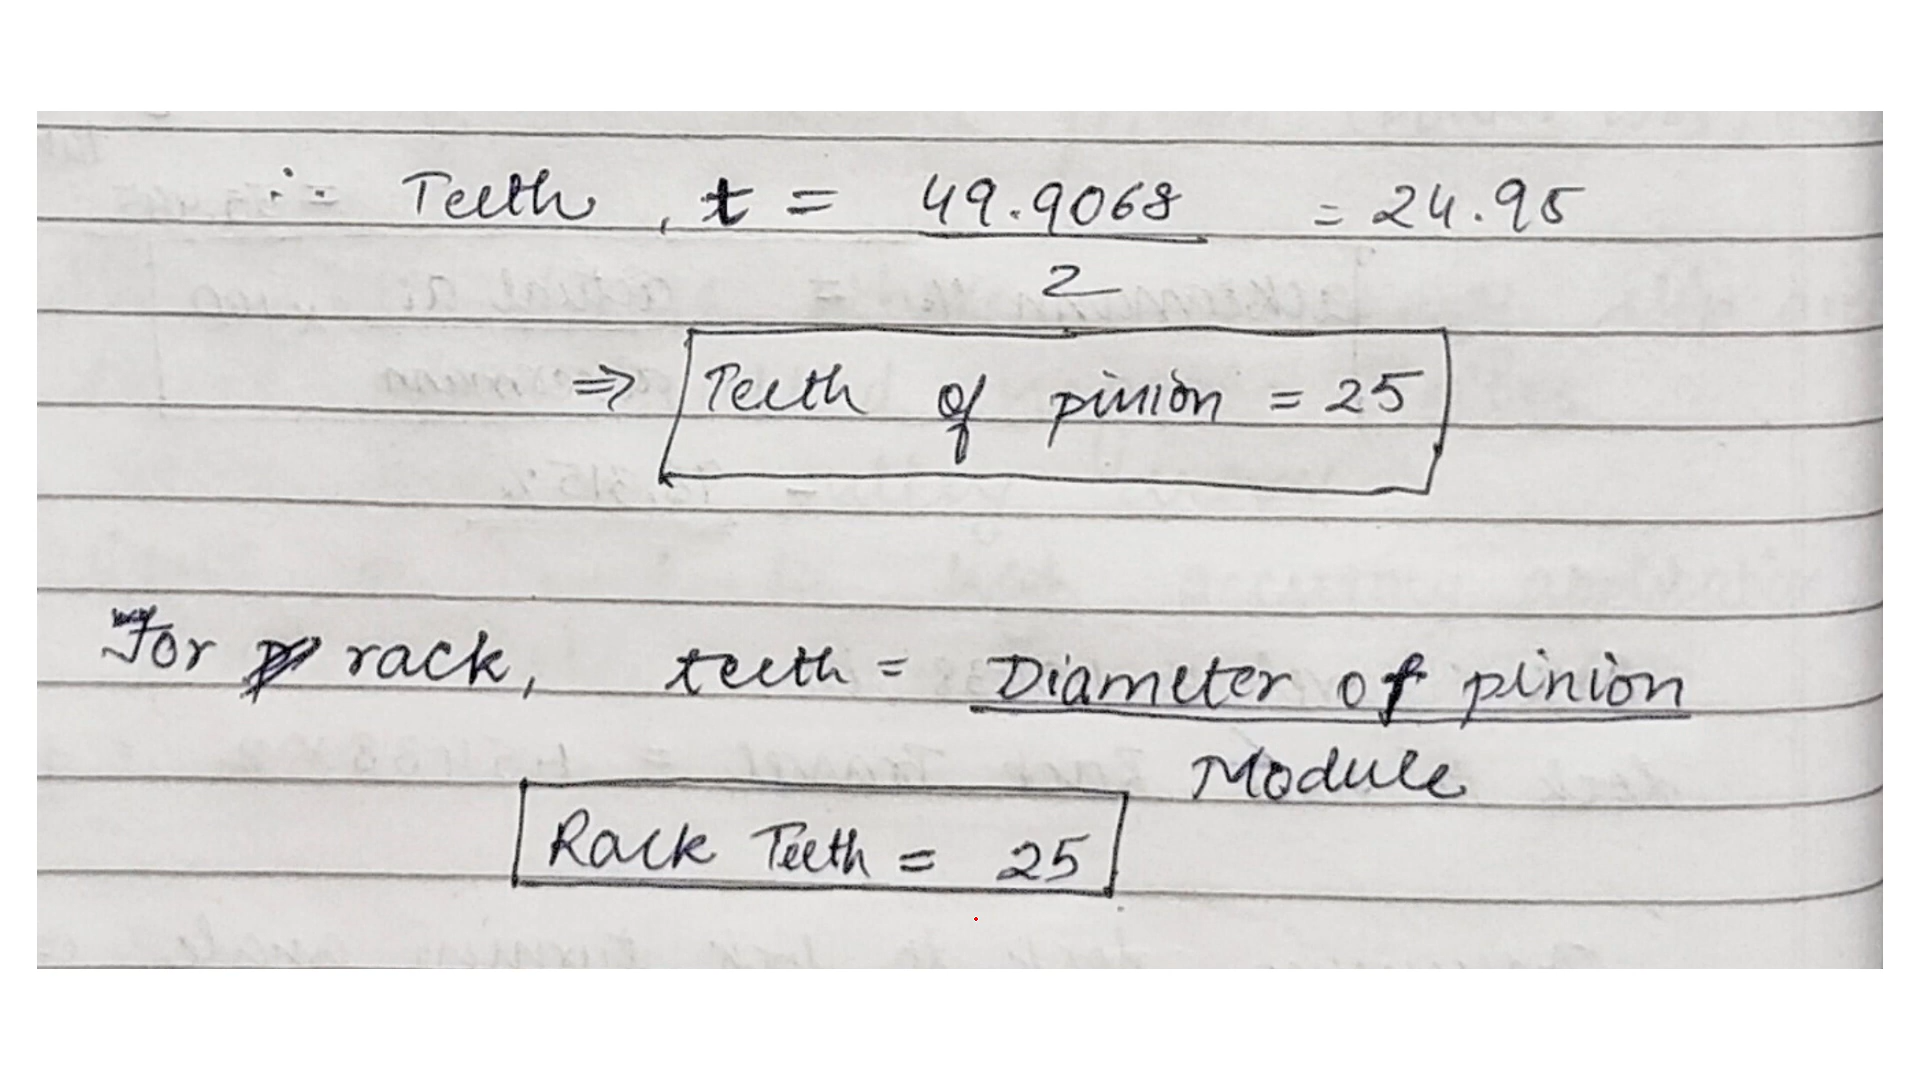 ∴ Teeth, t = 49.9068 / 2 = 24.95
⇒ Teeth of pinion = 25
For rack, teeth = Diameter of pinion / Module
Rack Teeth = 25